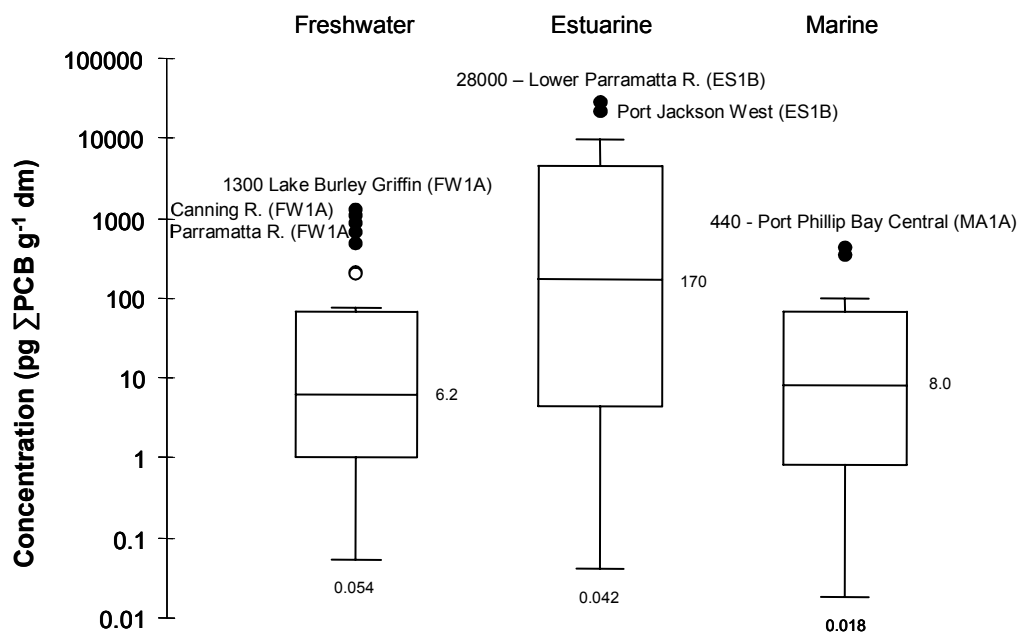 Freshwater Estuarine Marine
100000
28000 – Lower Parramatta R. (ES1B)
Port Jackson West (ES1B)
10000
1300 Lake Burley Griffin (FW1A)
Canning R. (FW1A)
1000
440 - Port Phillip Bay Central (MA1A)
Parramatta R. (FW1A
Concentration (pg ∑PCB g-1 dm)
100
170
10
6.2
8.0
1
0.1
0.054
0.042
0.01
0.018